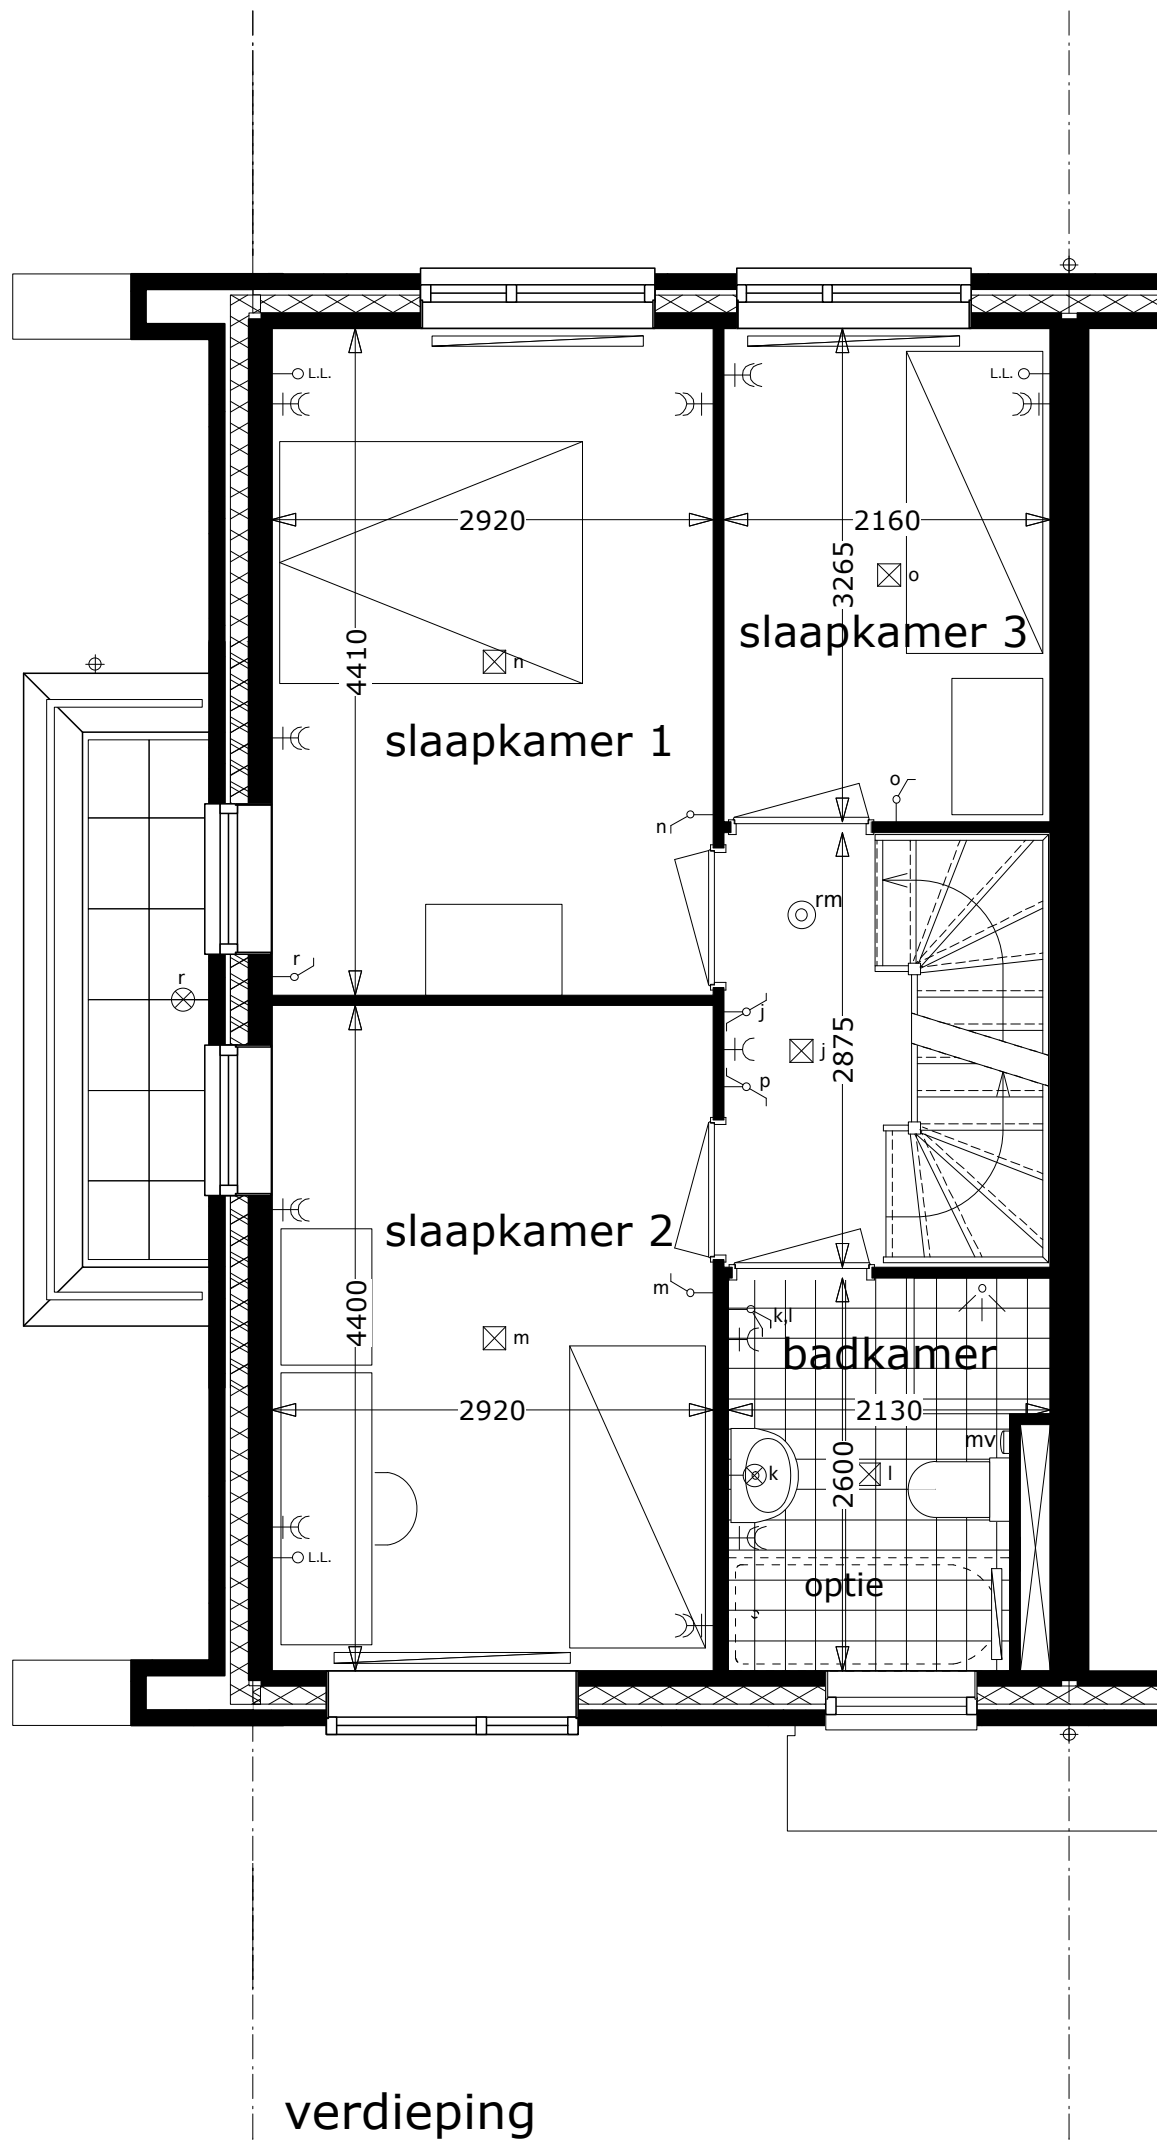 L.L.
L.L.
2920
2160
3265
o
slaapkamer 3
4410
n
slaapkamer 1
o
n
rm
r
r
j
j
2875
p
slaapkamer 2
m
k,l
4400
m
badkamer
2920
2130
mv
k
l
2600
L.L.
optie
verdieping